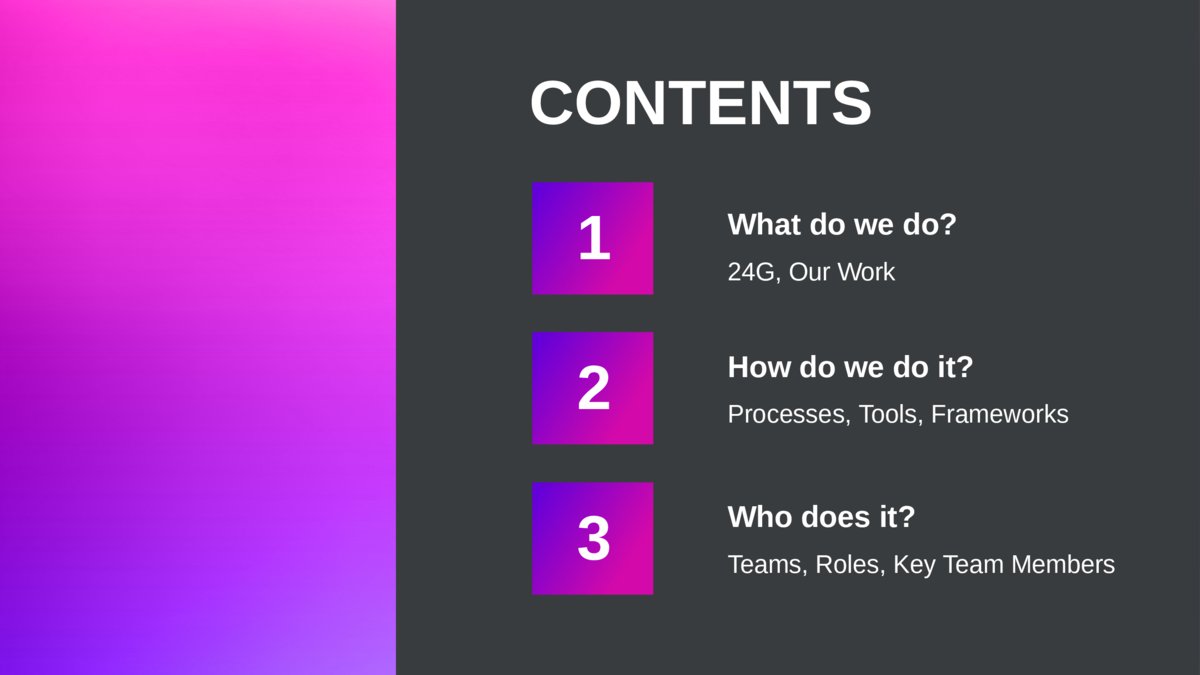 CONTENTS
1
What do we do?
24G, Our Work
2
How do we do it?
Processes, Tools, Frameworks
3
Who does it?
Teams, Roles, Key Team Members